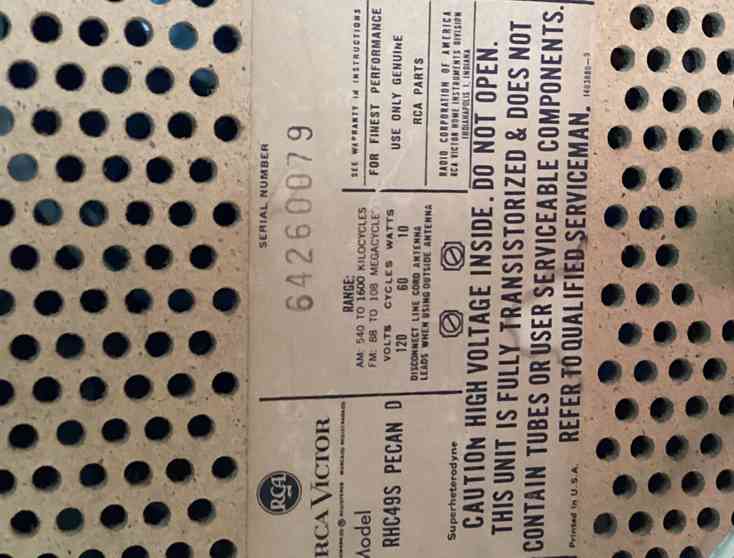 RCA
RCA VICTOR
Model
RHC49S PECAN D
SERIAL NUMBER
64260079
RANGE:
AM: 540 TO 1600 KILOCYCLES
FM: 88 TO 108 MEGACYCLE
VOLTS CYCLES WATTS
120 60 10
DISCONNECT LINE CORD ANTENNA
LEADS WHEN USING OUTSIDE ANTENNA
SEE WARRANTY IN INSTRUCTIONS
FOR FINEST PERFORMANCE
USE ONLY GENUINE
RCA PARTS
RADIO CORPORATION OF AMERICA
RCA VICTOR HOME INSTRUMENTS DIVISION
INDIANAPOLIS 1, INDIANA
Superheterodyne
CAUTION HIGH VOLTAGE INSIDE. DO NOT OPEN.
THIS UNIT IS FULLY TRANSISTORIZED & DOES NOT
CONTAIN TUBES OR USER SERVICEABLE COMPONENTS.
REFER TO QUALIFIED SERVICEMAN.
Printed in U.S.A.